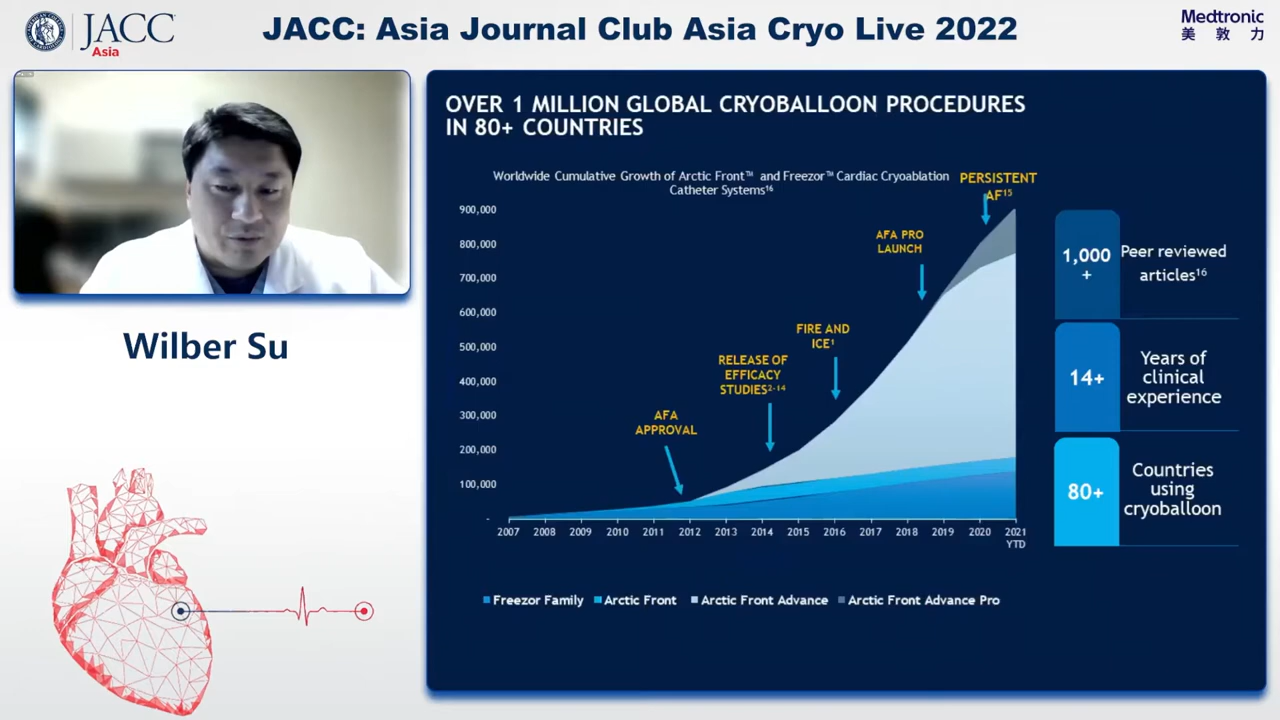 JACC
Asia
JACC: Asia Journal Club Asia Cryo Live 2022
Medtronic
美敦力
Wilber Su
OVER 1 MILLION GLOBAL CRYOBALLOON PROCEDURES
IN 80+ COUNTRIES
Worldwide Cumulative Growth of Arctic Front™ and Freezor™ Cardiac Cryoablation
Catheter Systems¹⁶
PERSISTENT
AF¹⁵
AFA PRO
LAUNCH
FIRE AND
ICE¹
RELEASE OF
EFFICACY
STUDIES²⁻¹⁴
AFA
APPROVAL
900,000
800,000
700,000
600,000
500,000
400,000
300,000
200,000
100,000
-
2007 2008 2009 2010 2011 2012 2013 2014 2015 2016 2017 2018 2019 2020 2021
YTD
Freezor Family Arctic Front Arctic Front Advance Arctic Front Advance Pro
1,000
+
Peer reviewed
articles¹⁶
14+
Years of
clinical
experience
80+
Countries
using
cryoballoon